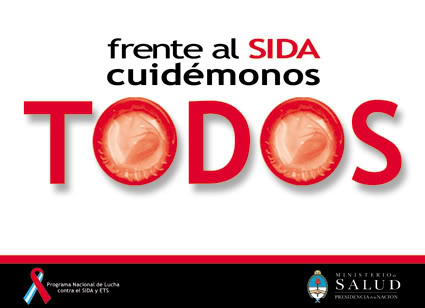 frente al SIDA
cuidémonos
TODOS
Programa Nacional de Lucha
contra el SIDA y ETS
MINISTERIO de
SALUD
PRESIDENCIA de la NACION